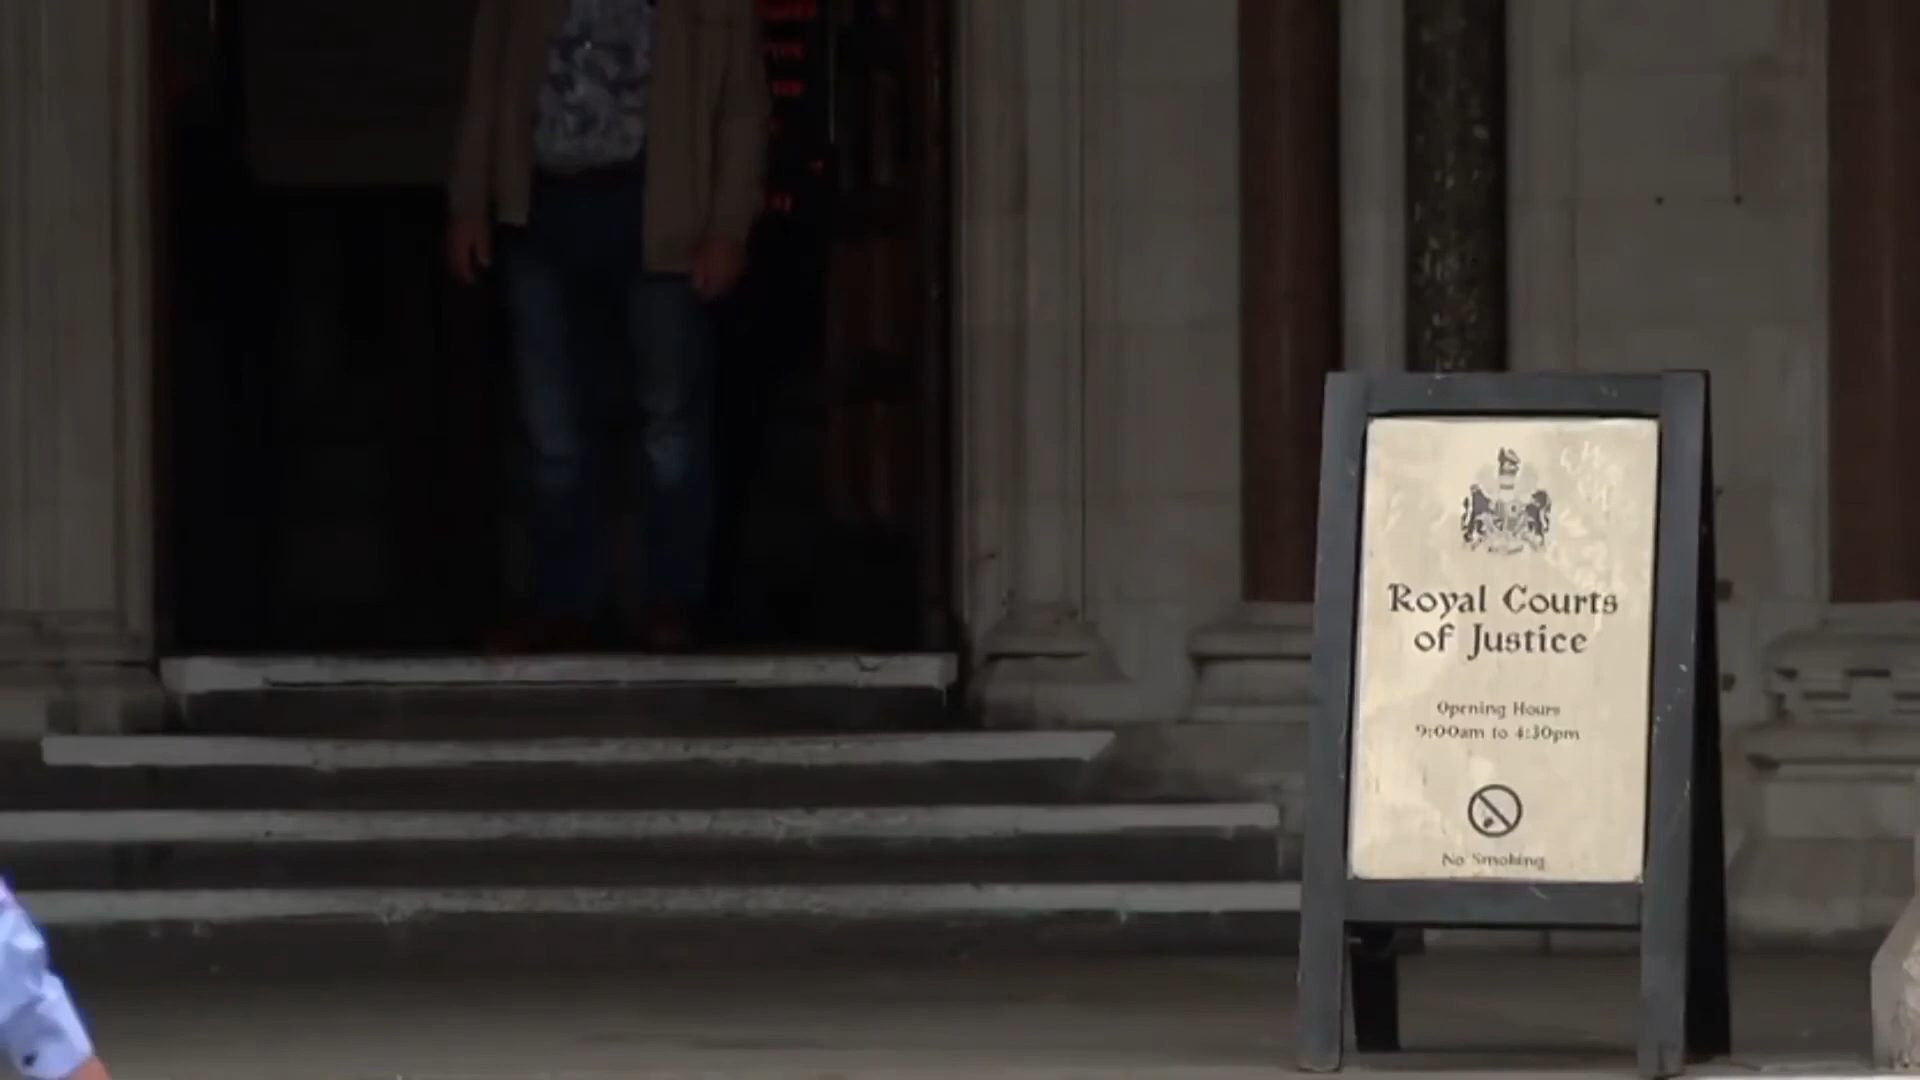 Royal Courts
of Justice
Opening Hours
9:00am to 4:30pm
No Smoking